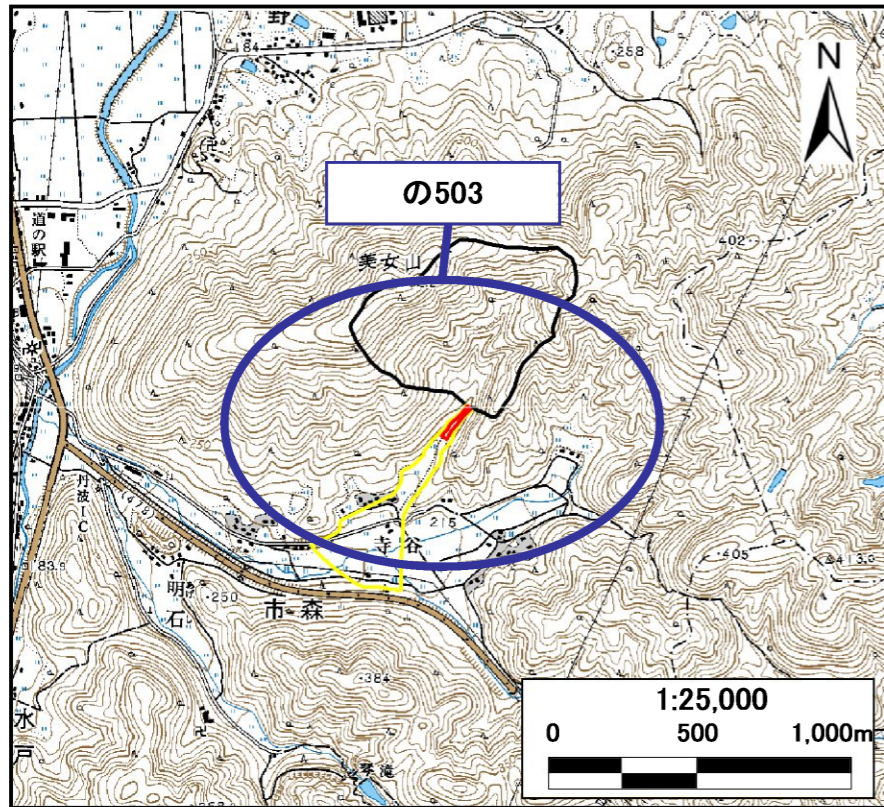 野
184
・258
N
の503
道の駅
美女山
402
丹波IC
215
寺谷
明石
・250
市森
405
413.3
83.9
・384
水戸
琴滝
1:25,000
0 500 1,000m